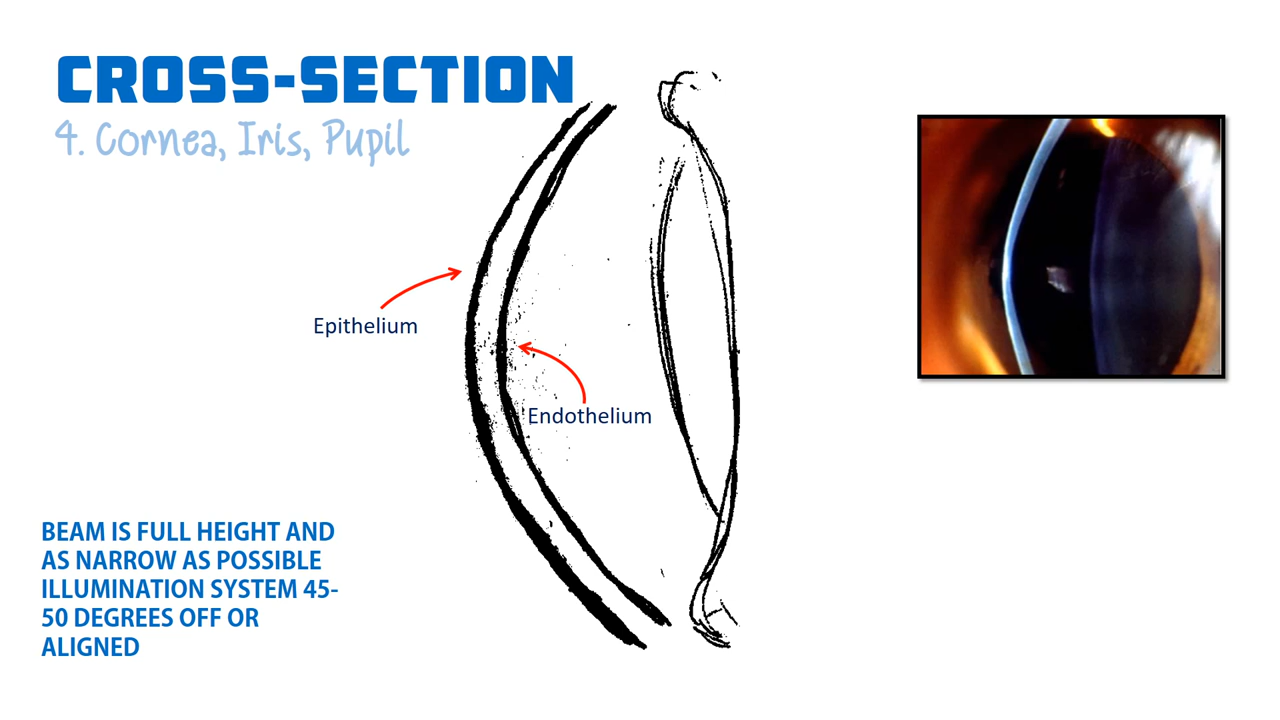 CROSS-SECTION
4. Cornea, Iris, Pupil
Epithelium
Endothelium
BEAM IS FULL HEIGHT AND
AS NARROW AS POSSIBLE
ILLUMINATION SYSTEM 45-
50 DEGREES OFF OR
ALIGNED